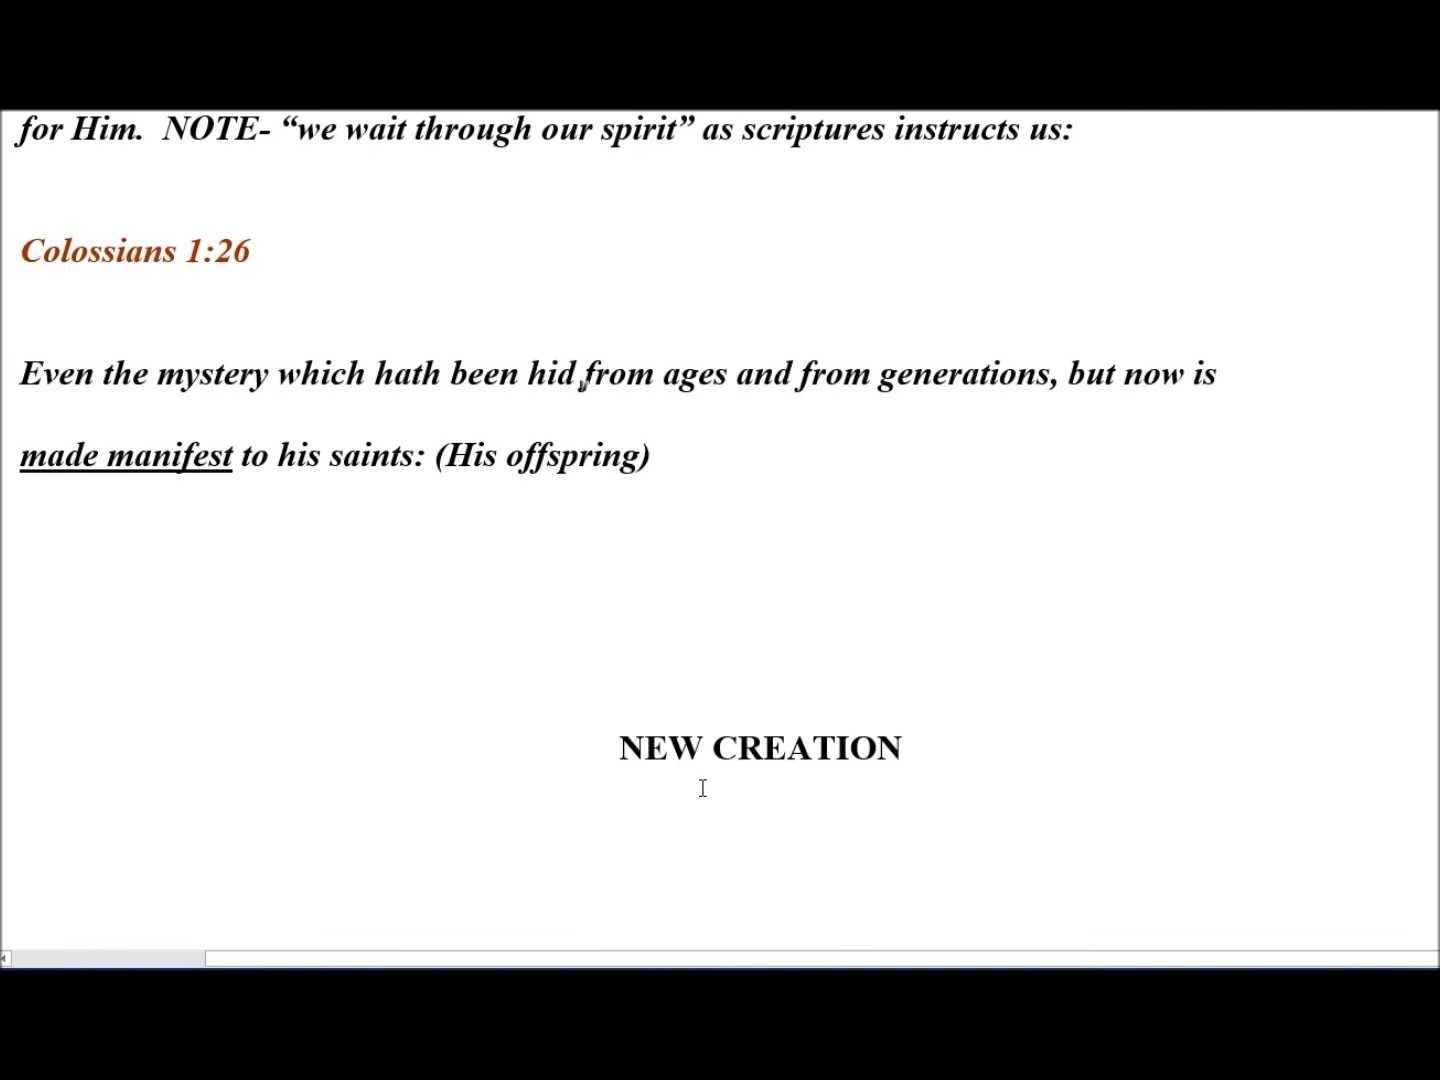 for Him.  NOTE- “we wait through our spirit” as scriptures instructs us:
Colossians 1:26
Even the mystery which hath been hid from ages and from generations, but now is
made manifest to his saints: (His offspring)
NEW CREATION